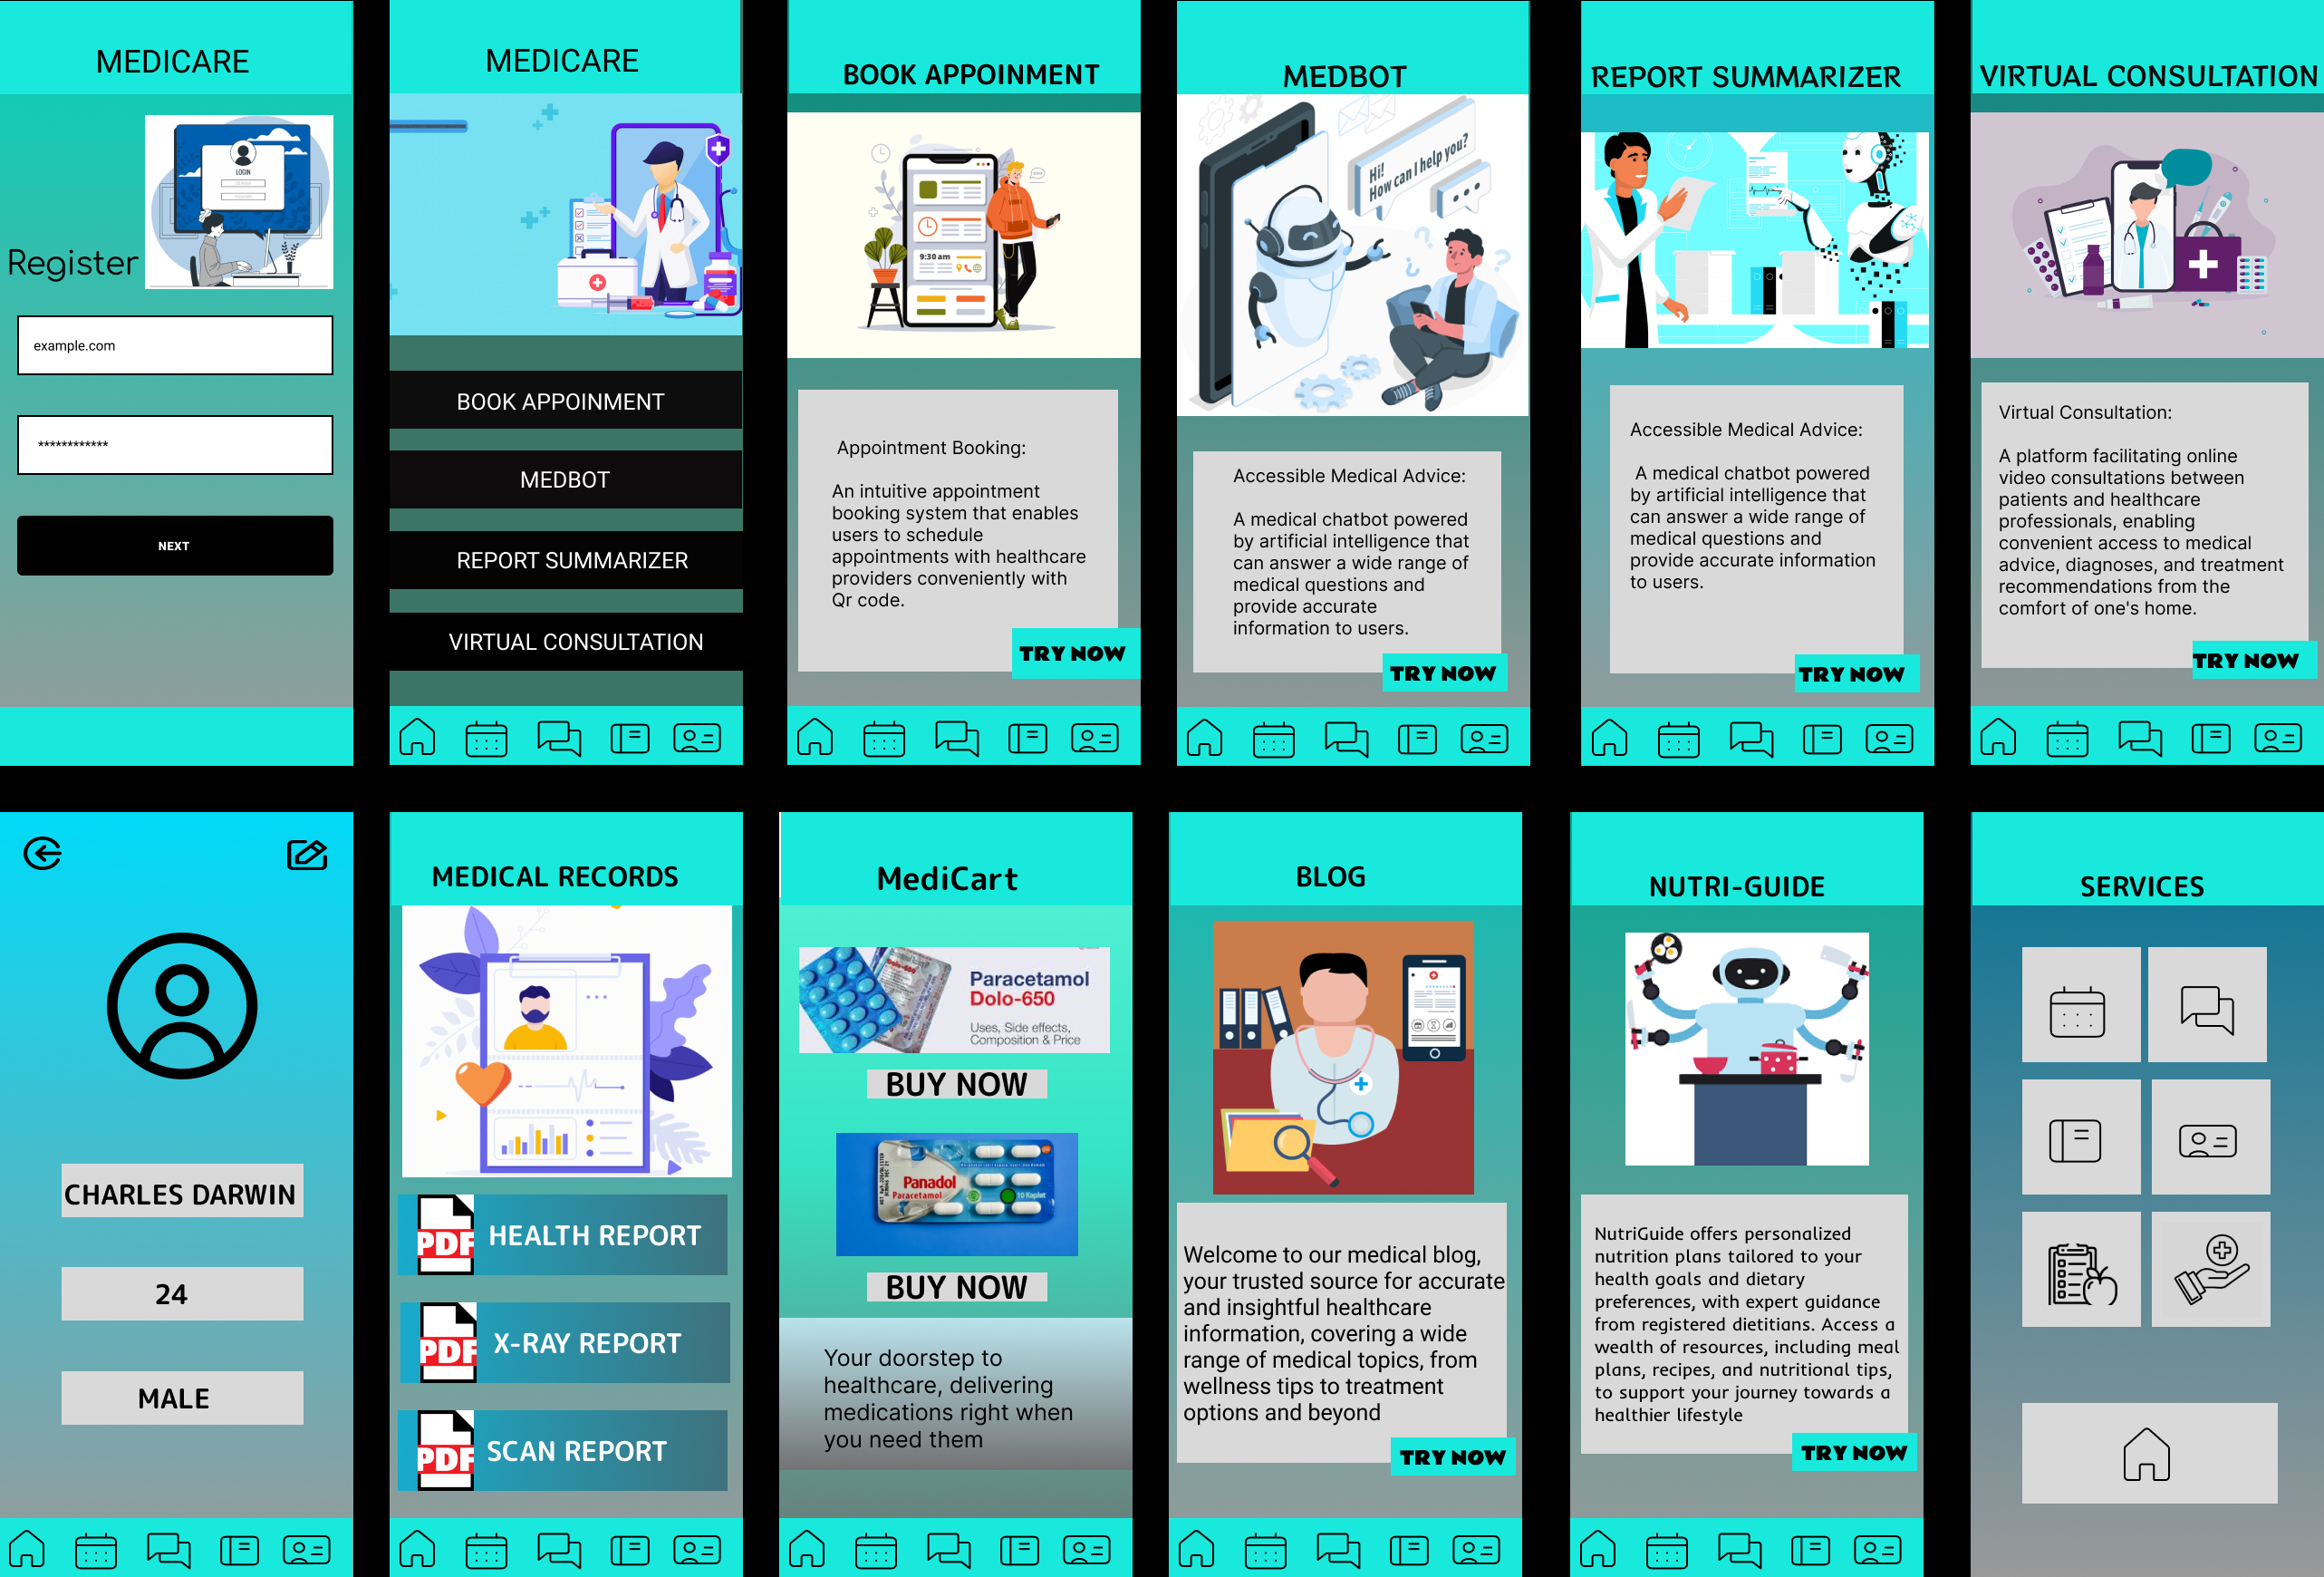 MEDICARE
LOGIN
Register
example.com
************
NEXT
MEDICARE
BOOK APPOINMENT
MEDBOT
REPORT SUMMARIZER
VIRTUAL CONSULTATION
BOOK APPOINMENT
9:30 am
Appointment Booking:
An intuitive appointment
booking system that enables
users to schedule
appointments with healthcare
providers conveniently with
Qr code.
TRY NOW
MEDBOT
Hi!
How can I help you?
Accessible Medical Advice:
A medical chatbot powered
by artificial intelligence that
can answer a wide range of
medical questions and
provide accurate
information to users.
TRY NOW
REPORT SUMMARIZER
Accessible Medical Advice:
A medical chatbot powered
by artificial intelligence that
can answer a wide range of
medical questions and
provide accurate information
to users.
TRY NOW
VIRTUAL CONSULTATION
Virtual Consultation:
A platform facilitating online
video consultations between
patients and healthcare
professionals, enabling
convenient access to medical
advice, diagnoses, and treatment
recommendations from the
comfort of one's home.
TRY NOW
CHARLES DARWIN
24
MALE
MEDICAL RECORDS
PDF HEALTH REPORT
PDF X-RAY REPORT
PDF SCAN REPORT
MediCart
Dolo-650
Paracetamol
Dolo-650
Uses, Side effects,
Composition & Price
BUY NOW
Panadol
Paracetamol
10 Kaplet
BUY NOW
Your doorstep to
healthcare, delivering
medications right when
you need them
BLOG
Welcome to our medical blog,
your trusted source for accurate
and insightful healthcare
information, covering a wide
range of medical topics, from
wellness tips to treatment
options and beyond
TRY NOW
NUTRI-GUIDE
NutriGuide offers personalized
nutrition plans tailored to your
health goals and dietary
preferences, with expert guidance
from registered dietitians. Access a
wealth of resources, including meal
plans, recipes, and nutritional tips,
to support your journey towards a
healthier lifestyle
TRY NOW
SERVICES